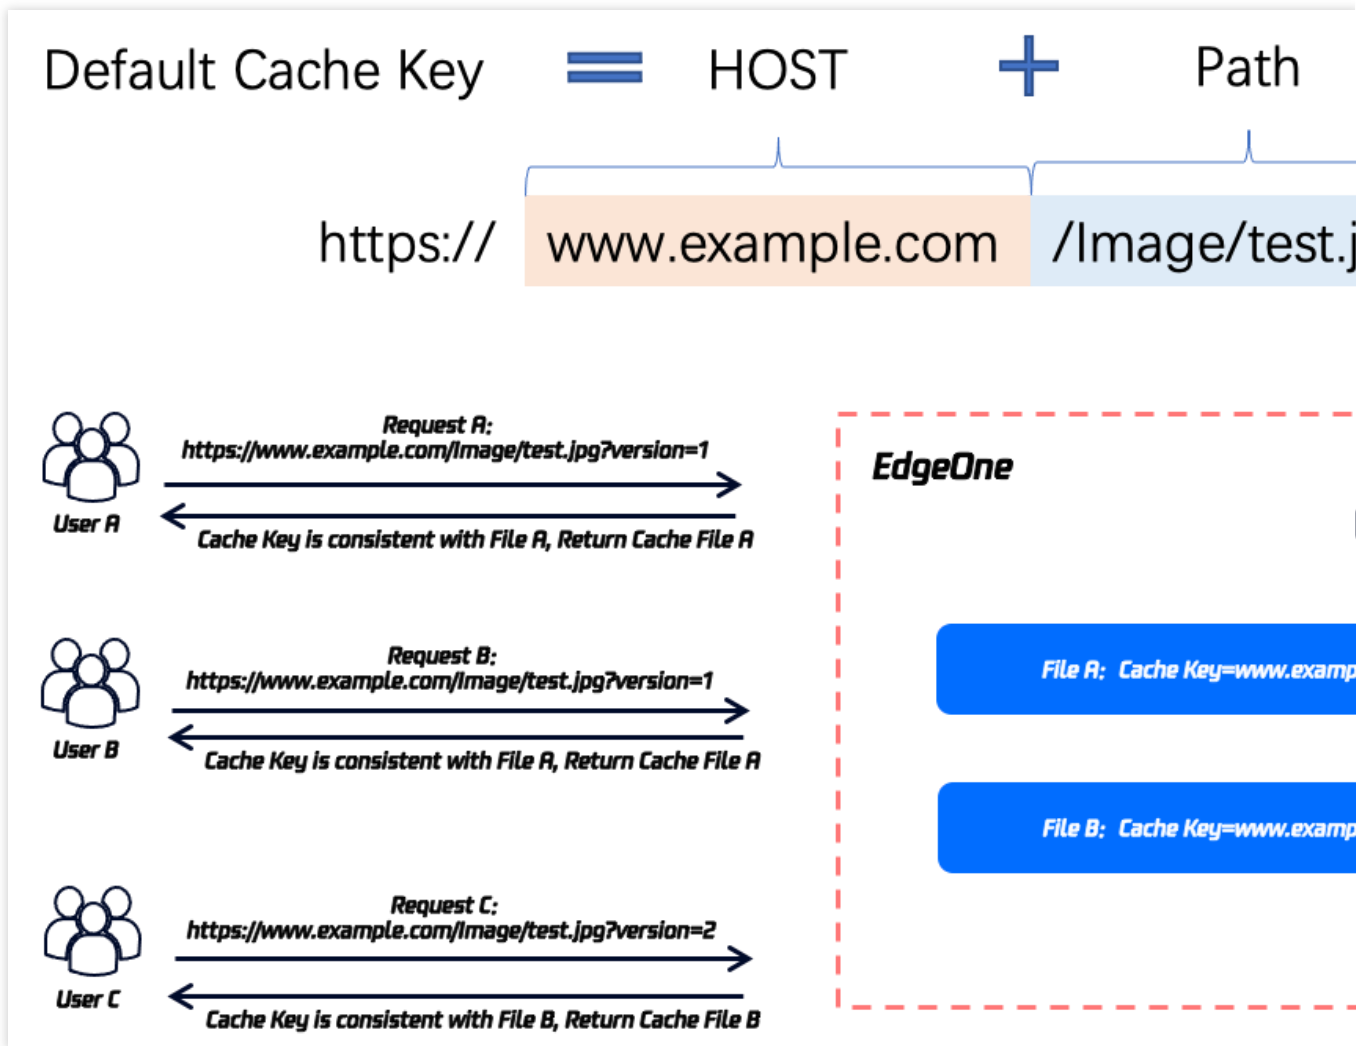 Default Cache Key = HOST + Path
https:// www.example.com /Image/test.j
Request A:
https://www.example.com/Image/test.jpg?version=1
User A
Cache Key is consistent with File A, Return Cache File A
EdgeOne
Request B:
https://www.example.com/Image/test.jpg?version=1
User B
Cache Key is consistent with File A, Return Cache File A
File A: Cache Key=www.examp
File B: Cache Key=www.examp
Request C:
https://www.example.com/Image/test.jpg?version=2
User C
Cache Key is consistent with File B, Return Cache File B